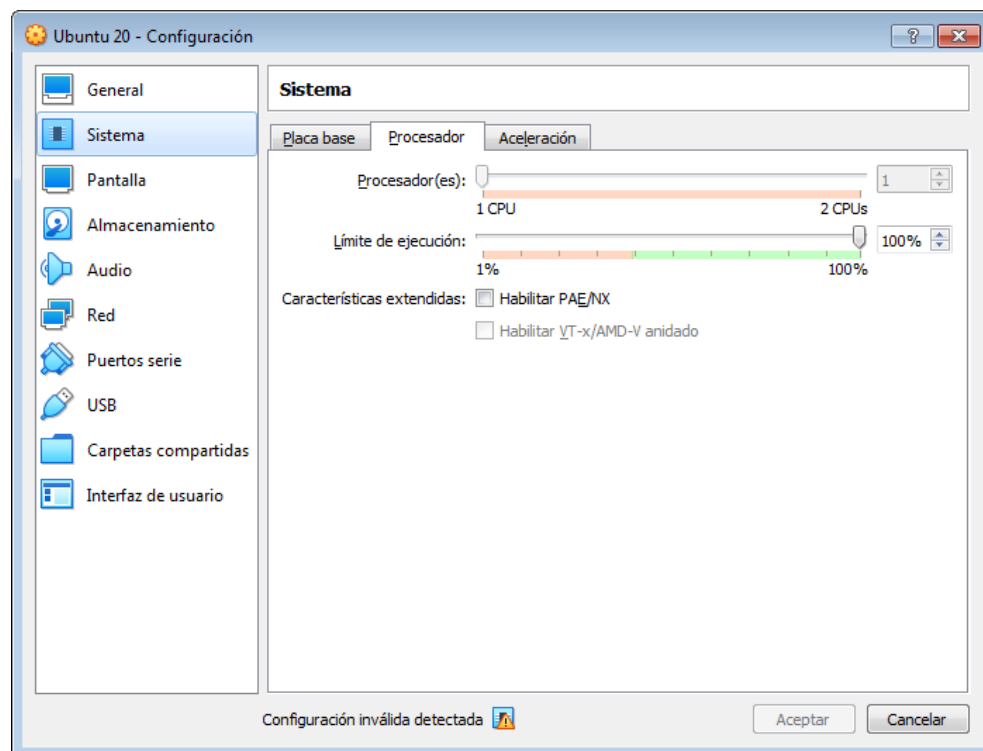 Ubuntu 20 - Configuración
General
Sistema
Pantalla
Almacenamiento
Audio
Red
Puertos serie
USB
Carpetas compartidas
Interfaz de usuario
Sistema
Placa base Procesador Aceleración
Procesador(es): 1
1 CPU 2 CPUs
Límite de ejecución: 100%
1% 100%
Características extendidas: Habilitar PAE/NX
Habilitar VT-x/AMD-V anidado
Configuración inválida detectada Aceptar Cancelar